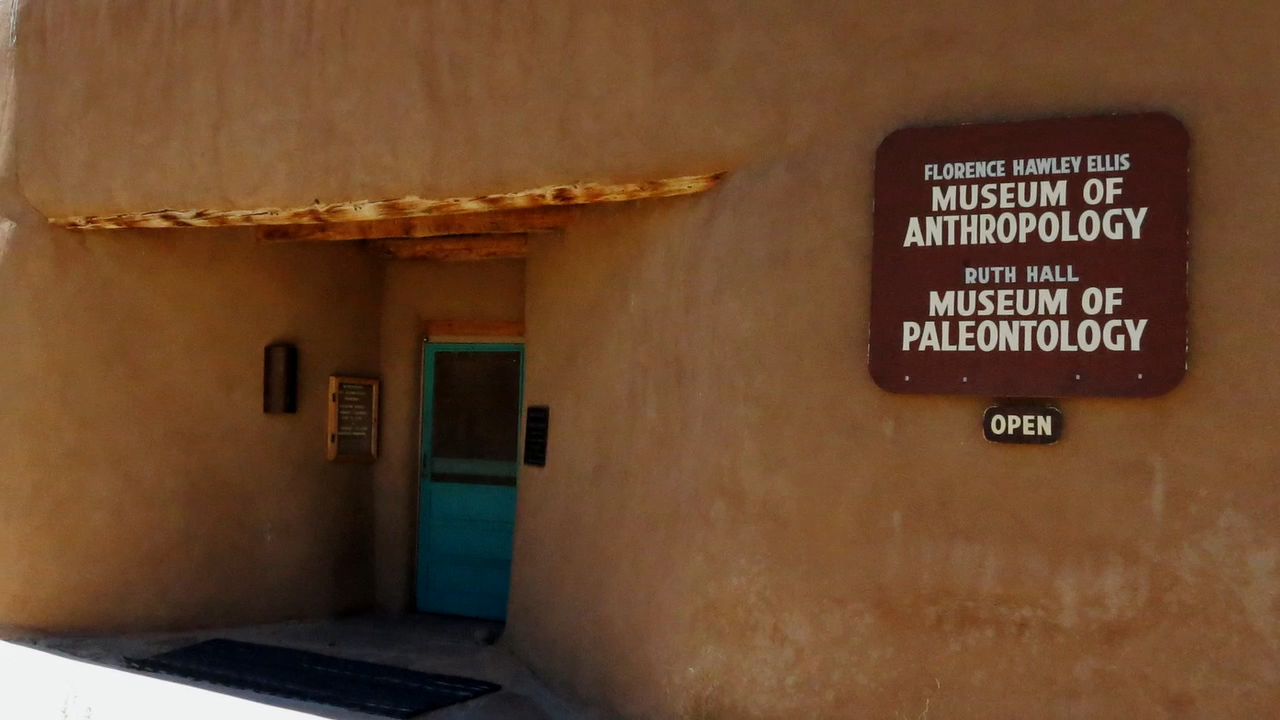 FLORENCE HAWLEY ELLIS
MUSEUM OF
ANTHROPOLOGY
RUTH HALL
MUSEUM OF
PALEONTOLOGY
OPEN